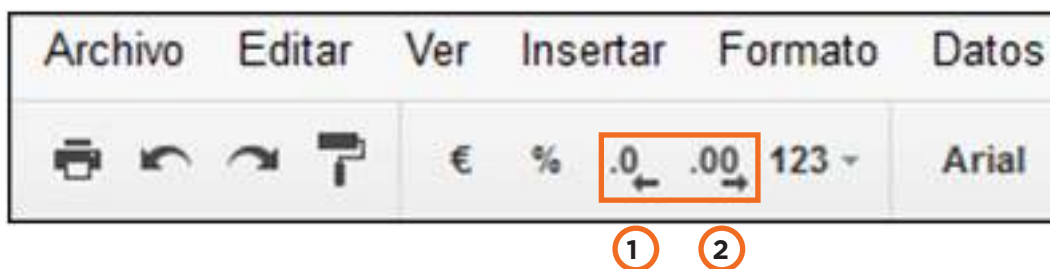 Archivo Editar Ver Insertar Formato Datos
€ % .0 .00 123 Arial
1 2